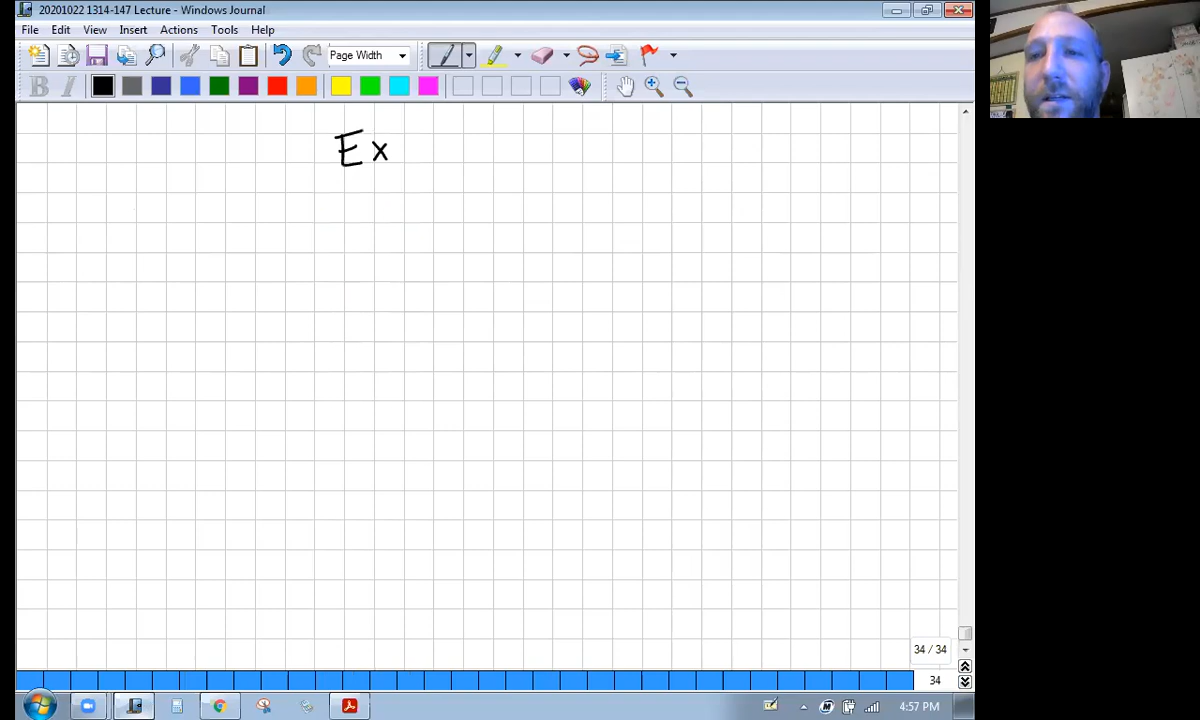 20201022 1314-147 Lecture - Windows Journal
File Edit View Insert Actions Tools Help
Page Width
B I
Ex
34 / 34
34
4:57 PM